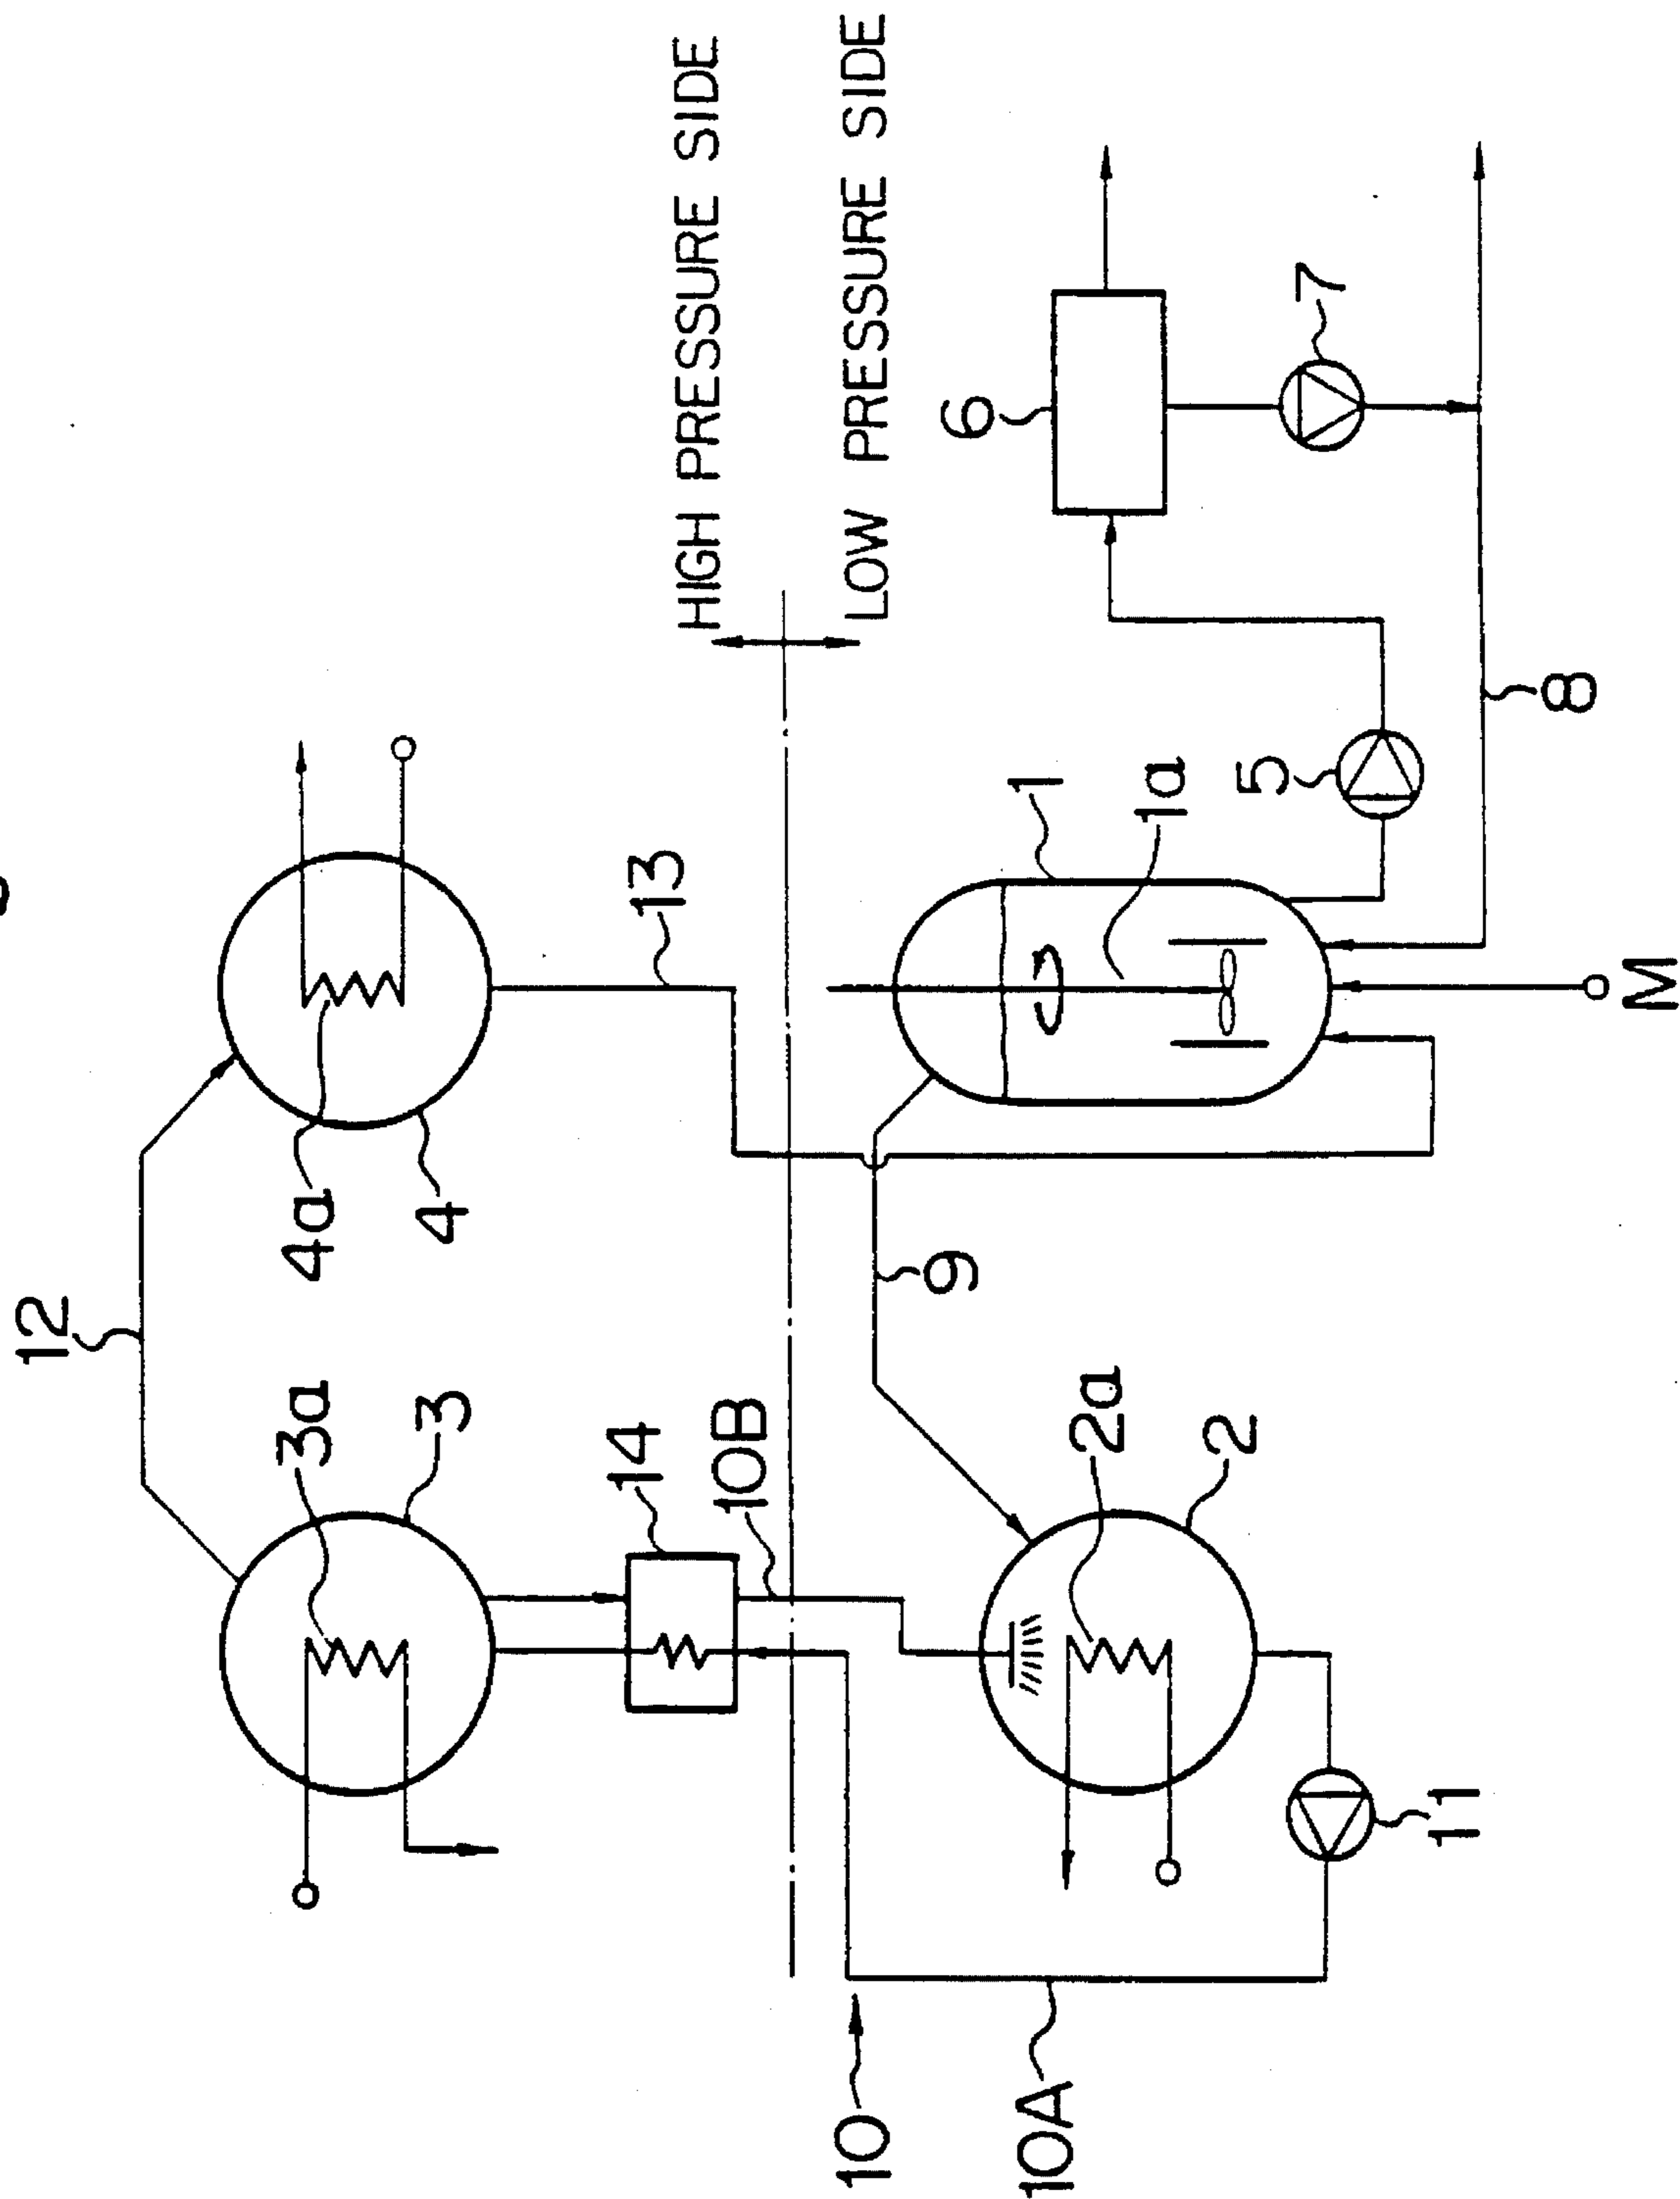 12
3a
4a
3
4
14
13
HIGH PRESSURE SIDE
10B
10
LOW PRESSURE SIDE
9
6
10A
1
2a
1a
2
5
7
11
8
M